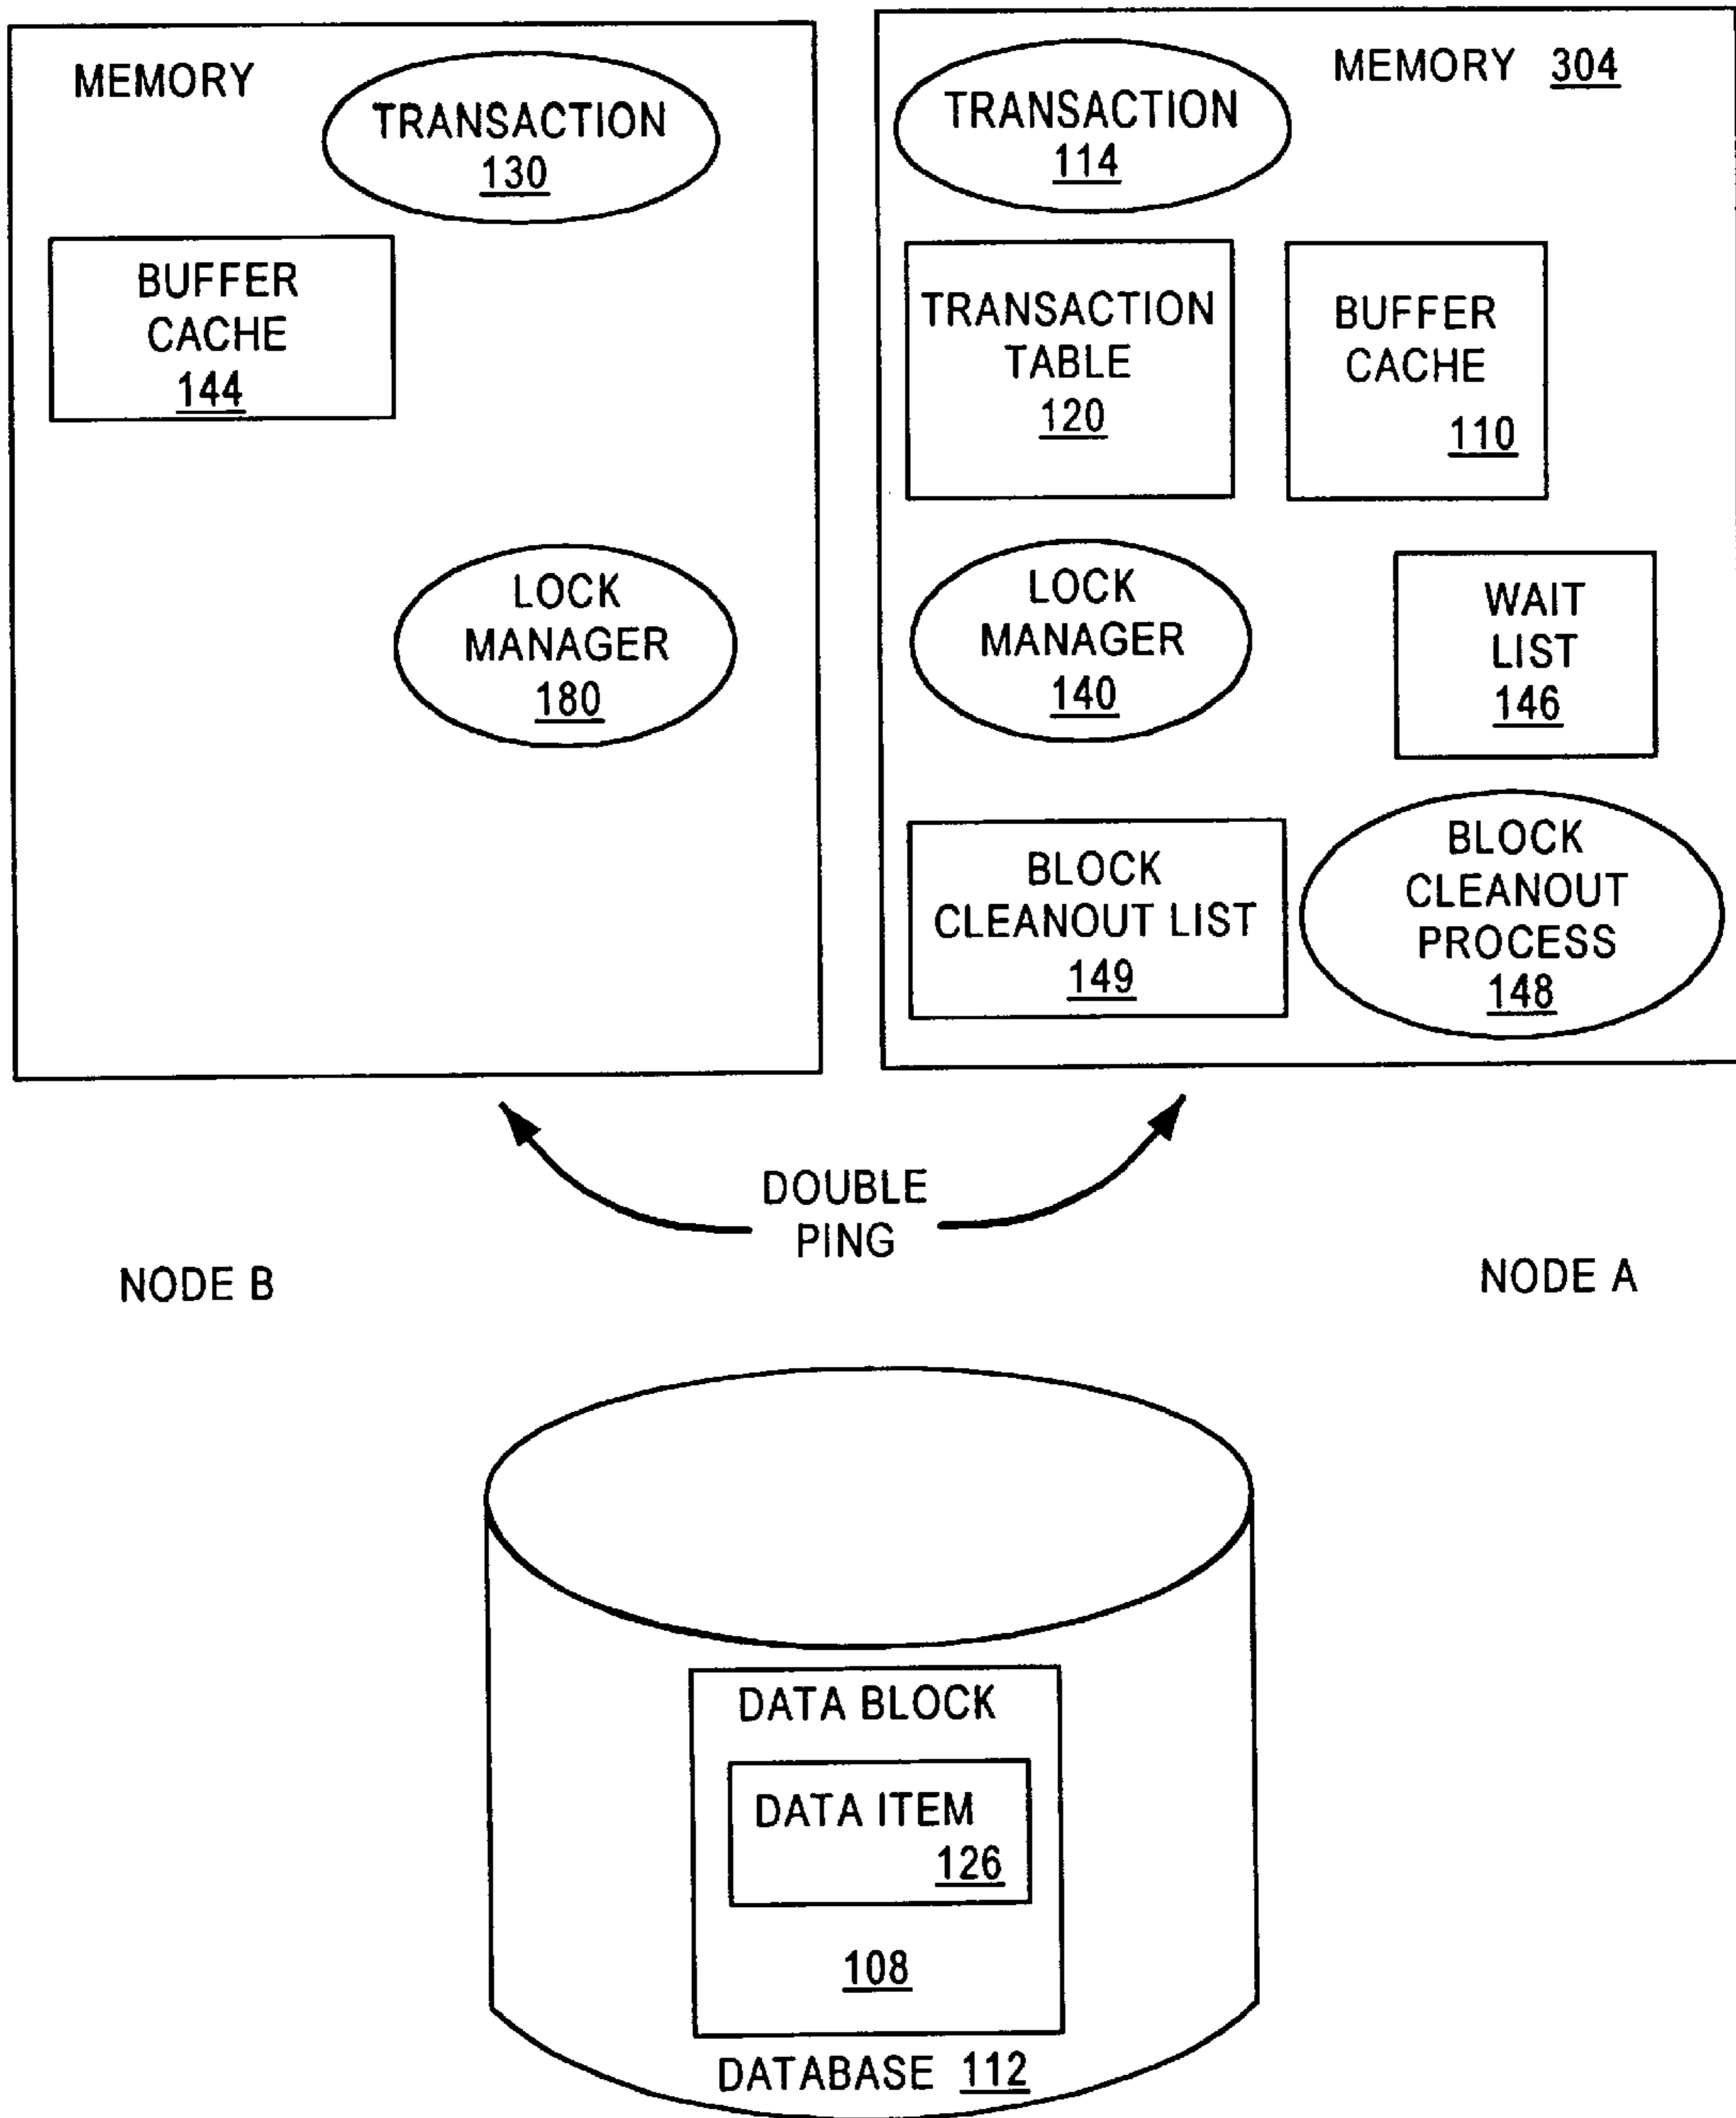 MEMORY
TRANSACTION
130
BUFFER
CACHE
144
LOCK
MANAGER
180
MEMORY 304
TRANSACTION
114
TRANSACTION
TABLE
120
BUFFER
CACHE
110
LOCK
MANAGER
140
WAIT
LIST
146
BLOCK
CLEANOUT LIST
149
BLOCK
CLEANOUT
PROCESS
148
DOUBLE
PING
NODE B
NODE A
DATA BLOCK
DATA ITEM
126
108
DATABASE 112